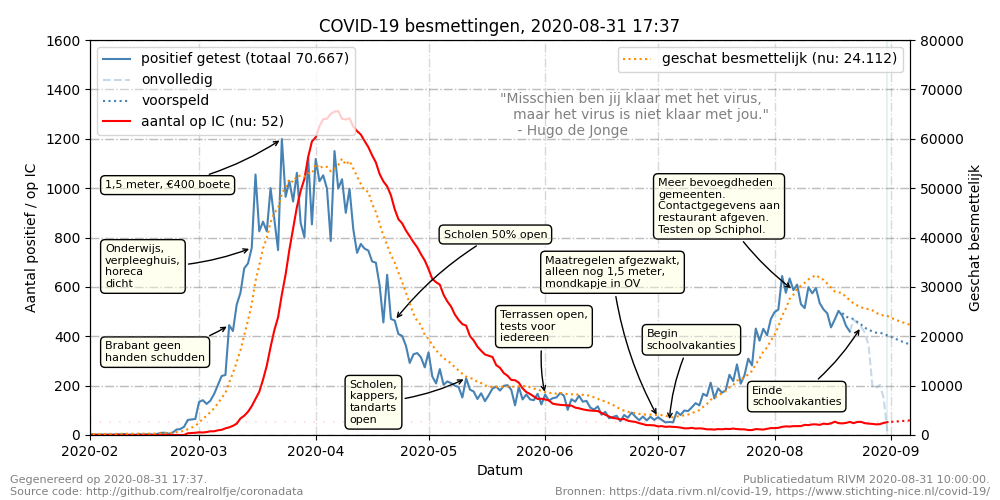 COVID-19 besmettingen, 2020-08-31 17:37
positief getest (totaal 70.667)
onvolledig
voorspeld
aantal op IC (nu: 52)
geschat besmettelijk (nu: 24.112)
"Misschien ben jij klaar met het virus,
maar het virus is niet klaar met jou."
- Hugo de Jonge
1,5 meter, €400 boete
Onderwijs,
verpleeghuis,
horeca
dicht
Brabant geen
handen schudden
Scholen,
kappers,
tandarts
open
Scholen 50% open
Terrassen open,
tests voor
iedereen
Maatregelen afgezwakt,
alleen nog 1,5 meter,
mondkapje in OV
Begin
schoolvakanties
Meer bevoegdheden
gemeenten.
Contactgegevens aan
restaurant afgeven.
Testen op Schiphol.
Einde
schoolvakanties
Aantal positief / op IC
1600
1400
1200
1000
800
600
400
200
0
Geschat besmettelijk
80000
70000
60000
50000
40000
30000
20000
10000
0
2020-02 2020-03 2020-04 2020-05 2020-06 2020-07 2020-08 2020-09
Datum
Gegenereerd op 2020-08-31 17:37.
Source code: http://github.com/realrolfje/coronadata
Publicatiedatum RIVM 2020-08-31 10:00:00.
Bronnen: https://data.rivm.nl/covid-19, https://www.stichting-nice.nl/covid-19/